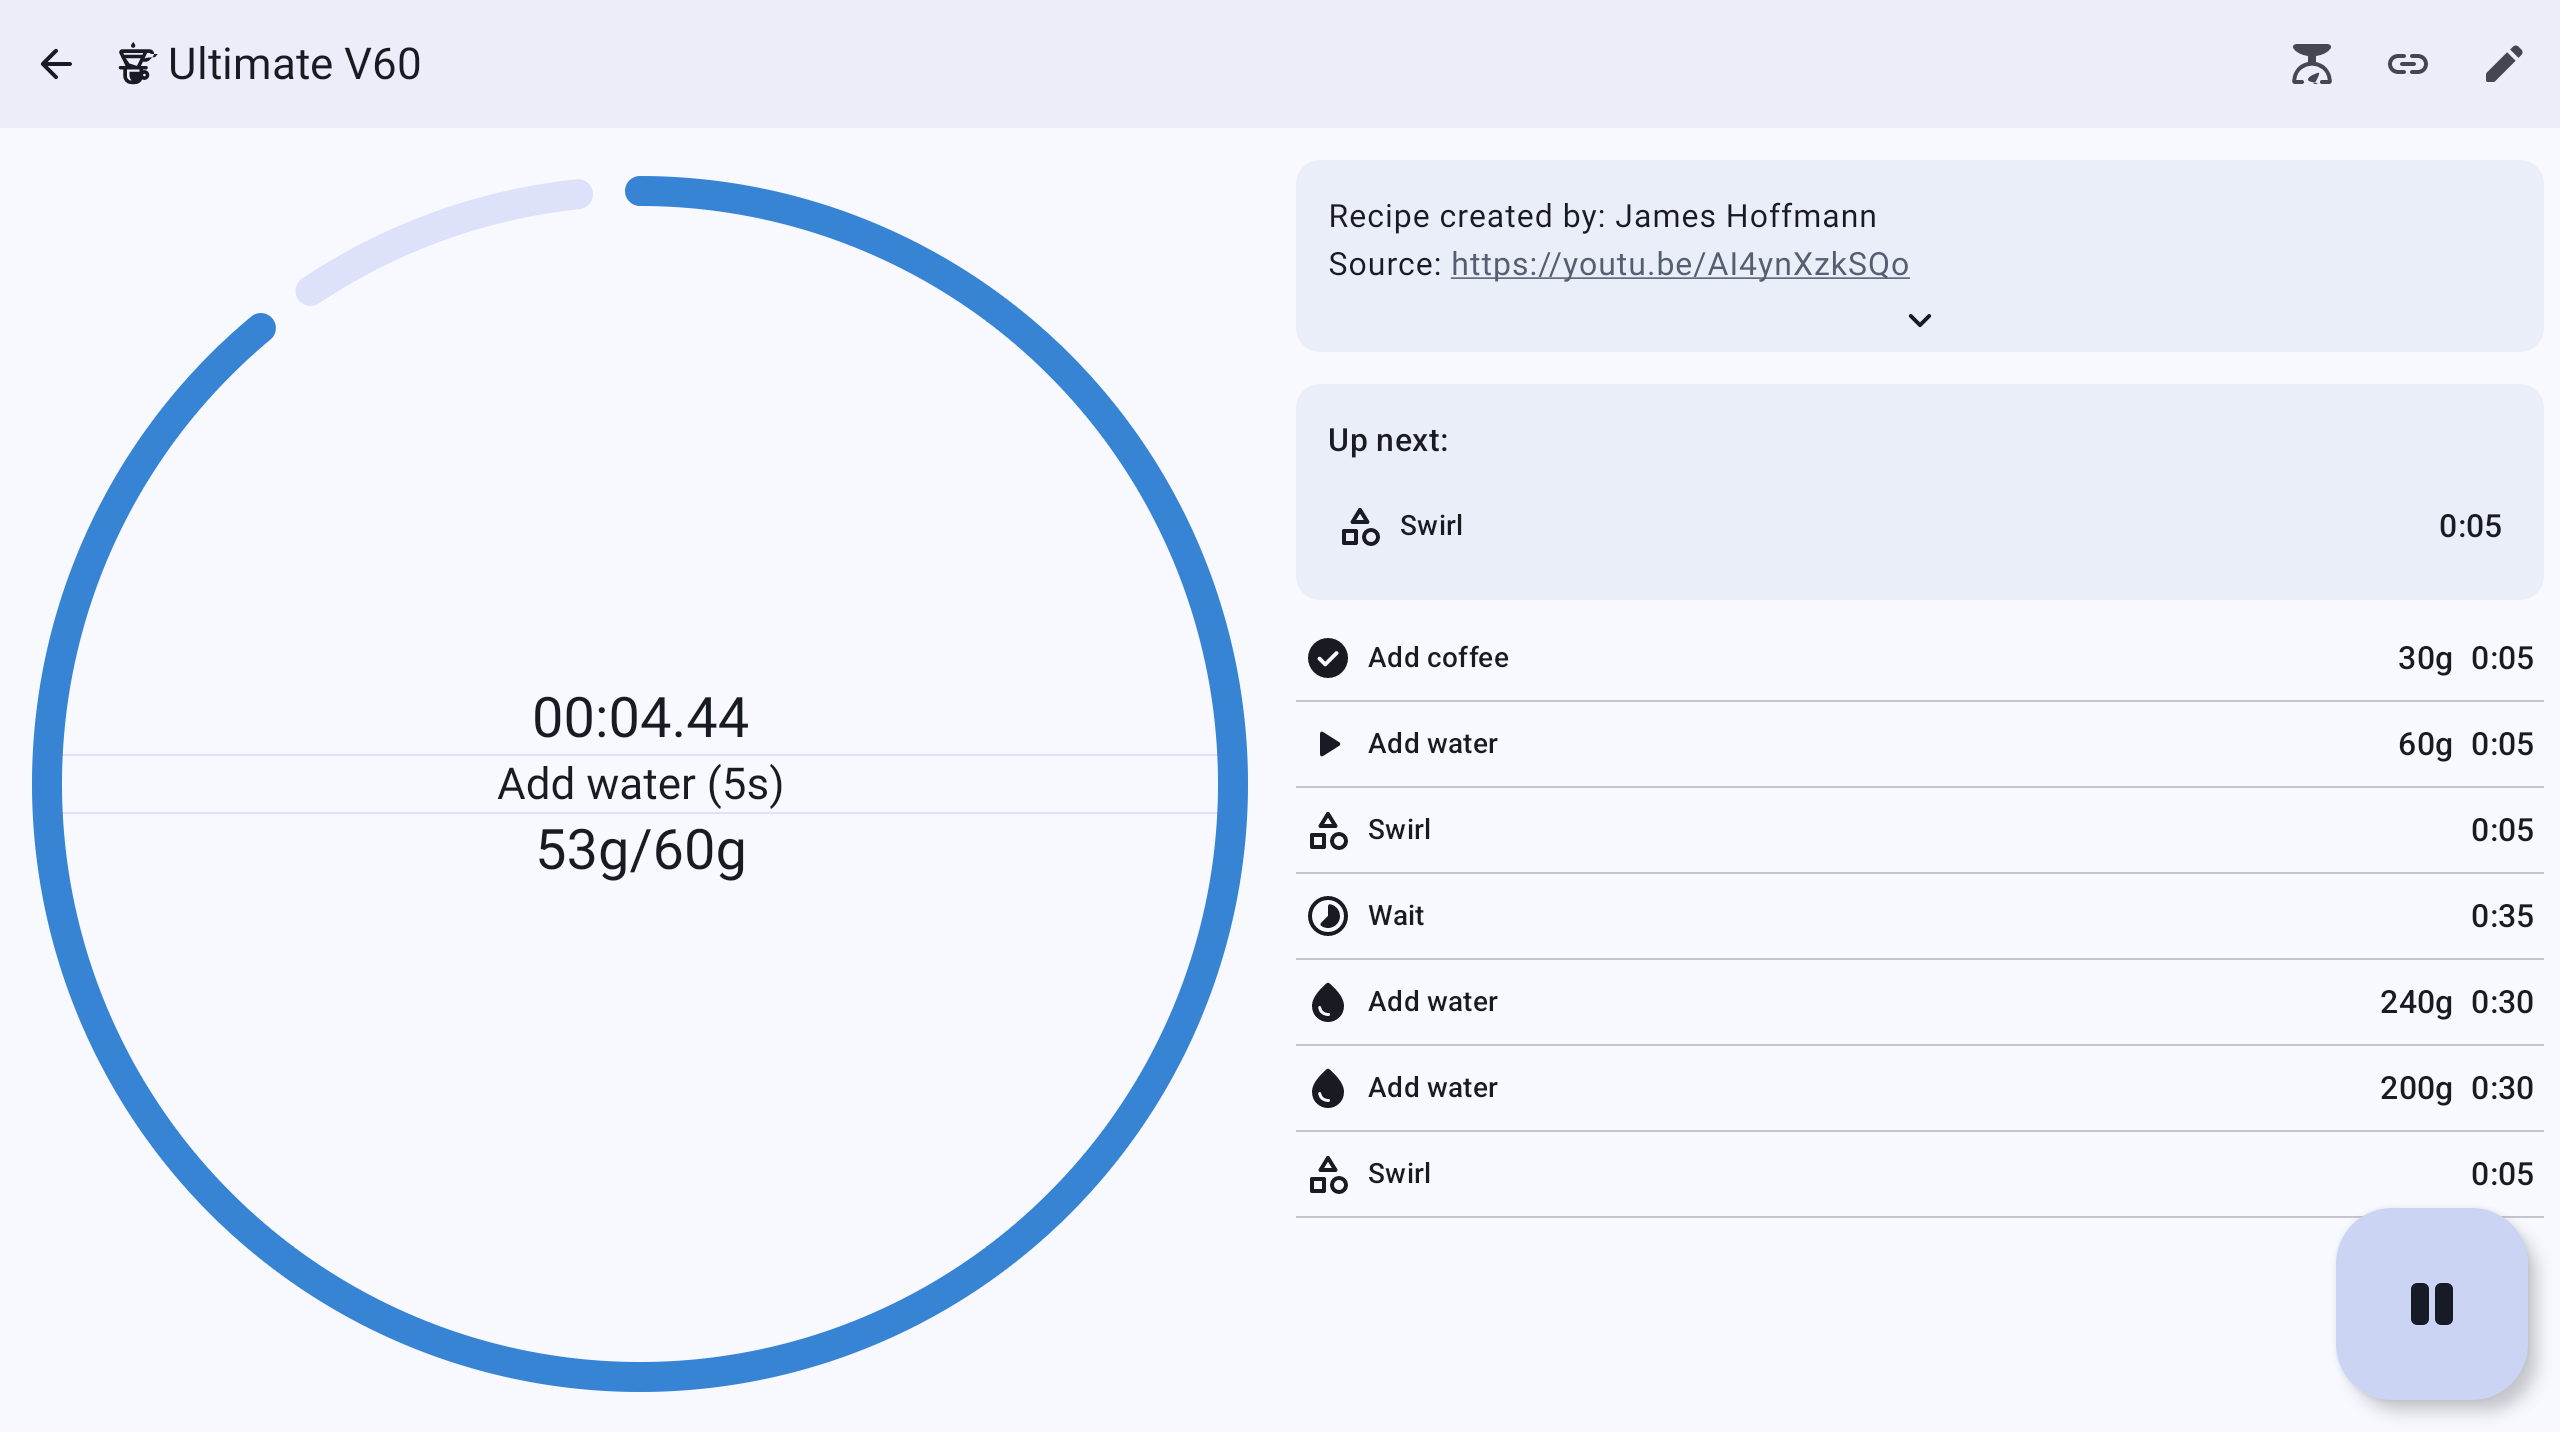 Ultimate V60
00:04.44
Add water (5s)
53g/60g
Recipe created by: James Hoffmann
Source: https://youtu.be/AI4ynXzkSQo
Up next:
Swirl 0:05
Add coffee 30g 0:05
Add water 60g 0:05
Swirl 0:05
Wait 0:35
Add water 240g 0:30
Add water 200g 0:30
Swirl 0:05